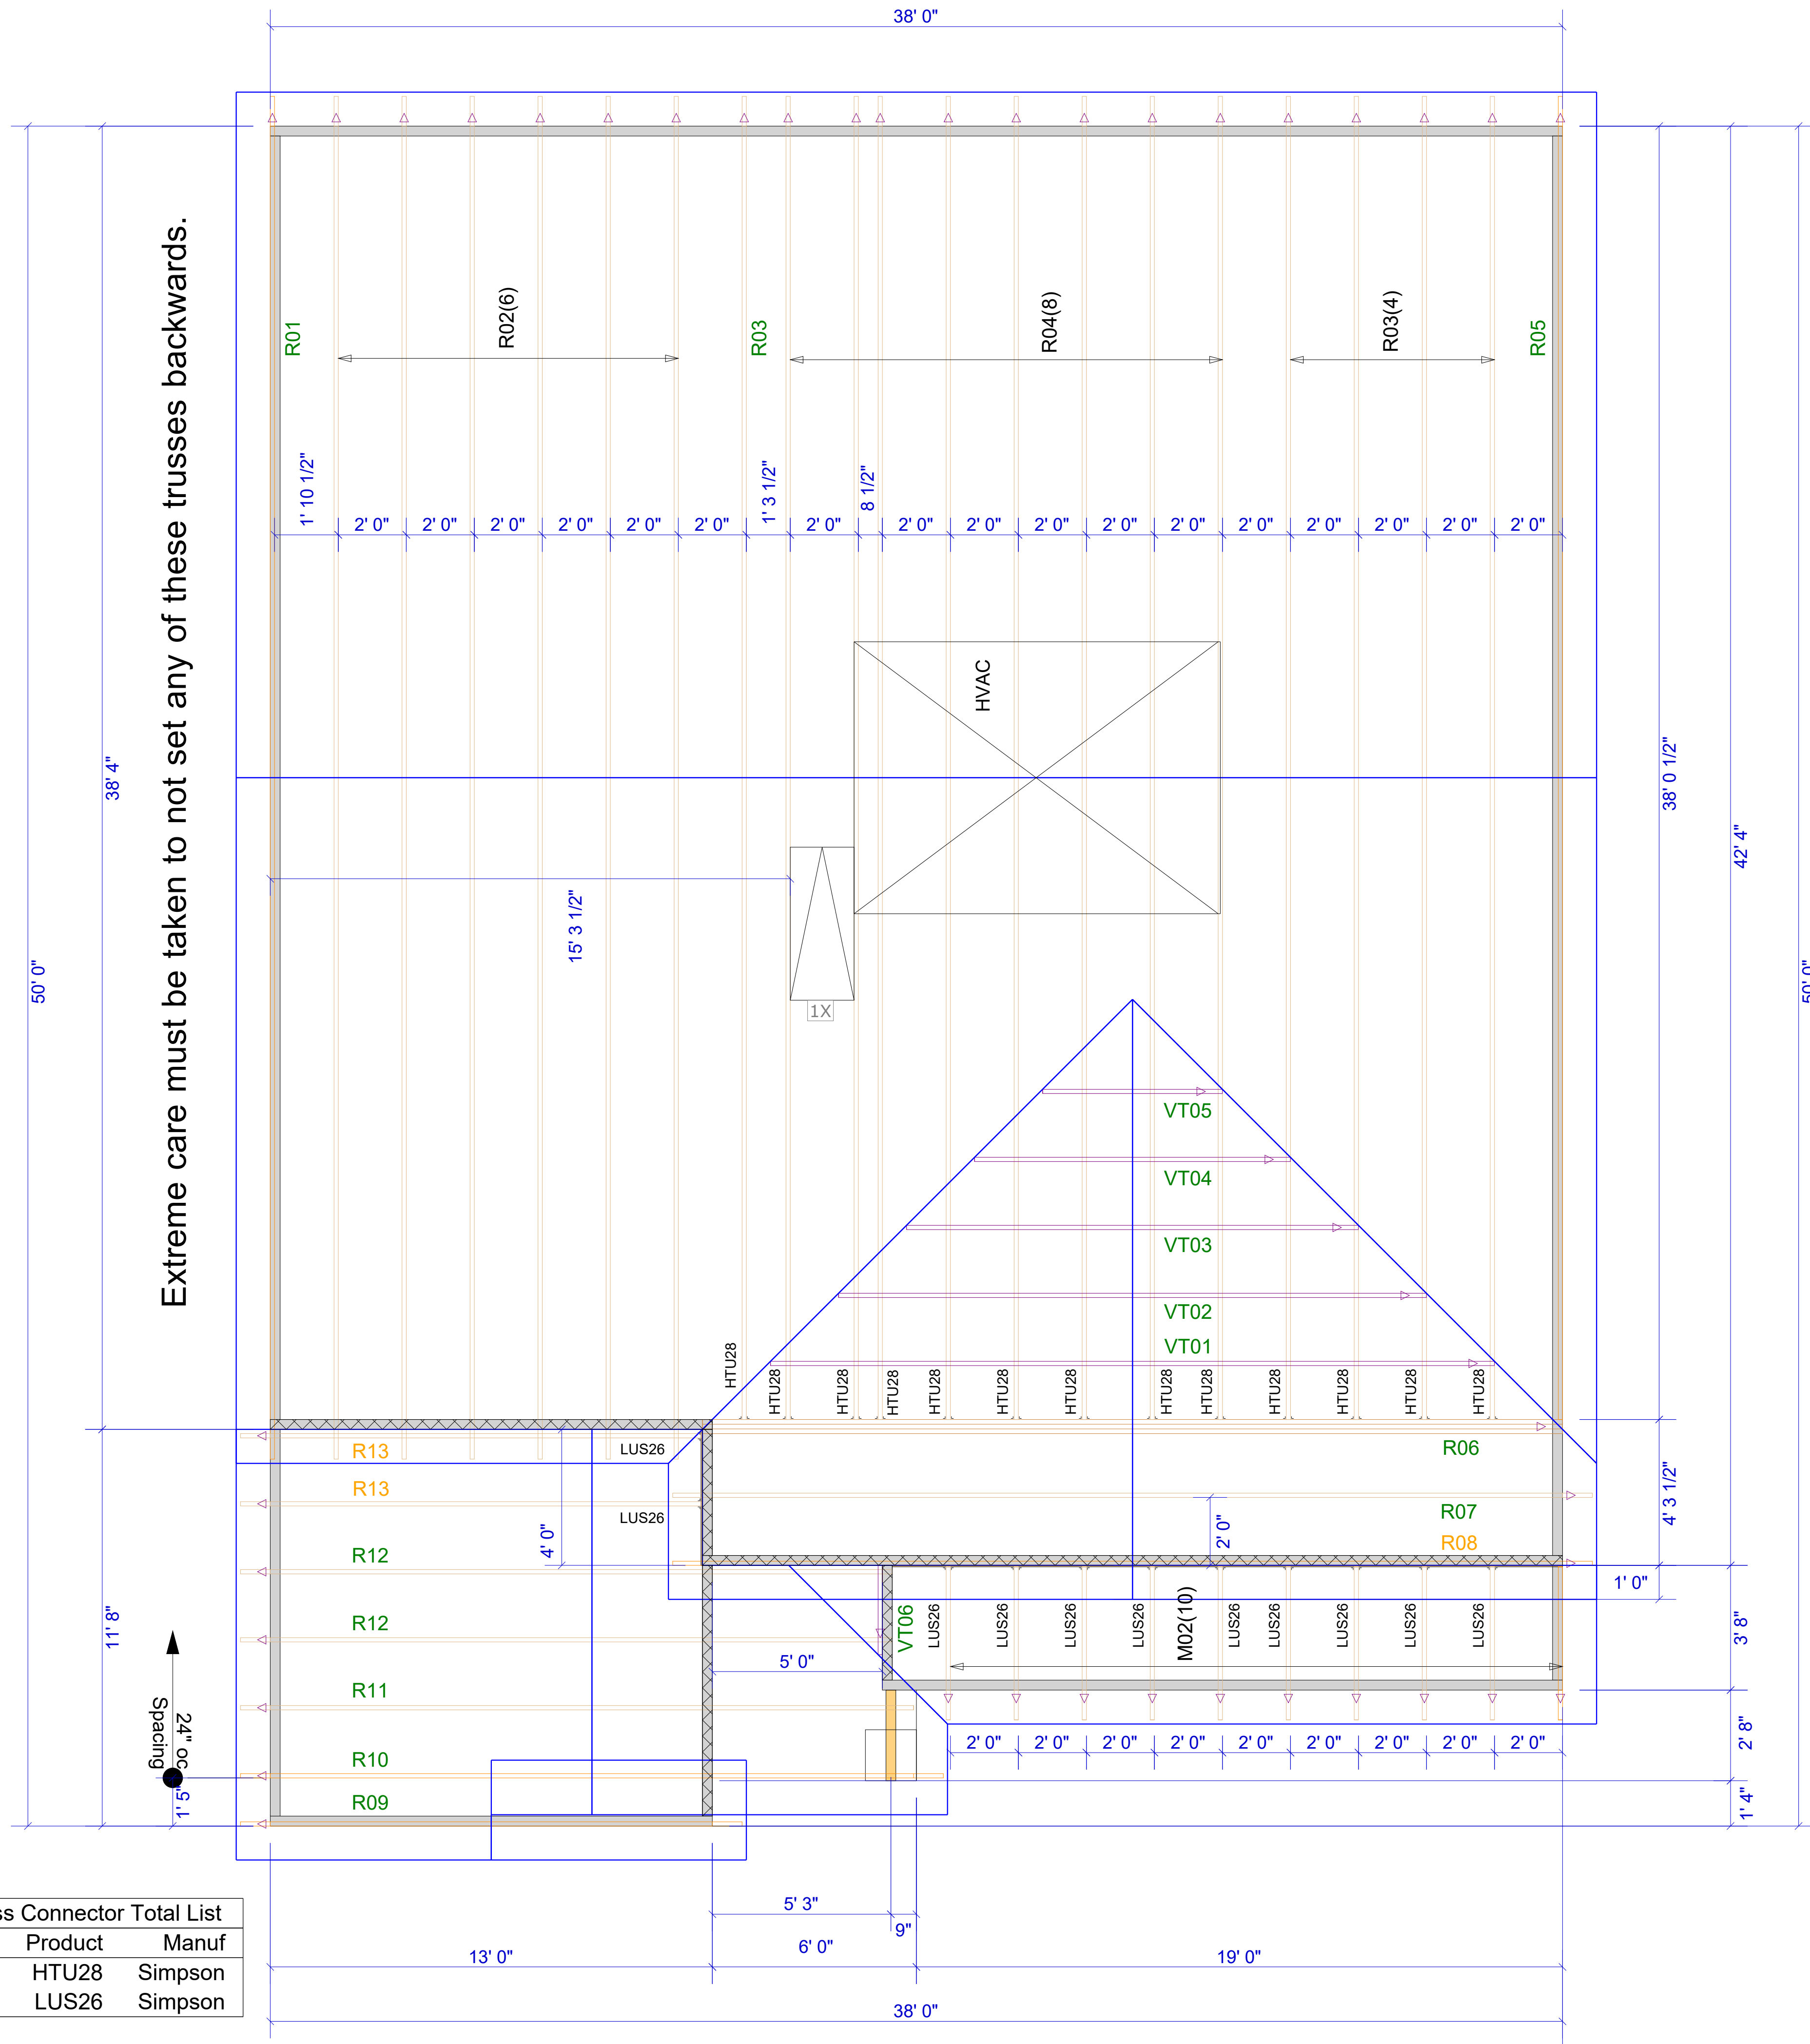 38' 0"
Extreme care must be taken to not set any of these trusses backwards.
R01
R02(6)
R03
R04(8)
R03(4)
R05
1' 10 1/2"
1' 3 1/2"
8 1/2"
2' 0" 2' 0" 2' 0" 2' 0" 2' 0" 2' 0" 2' 0" 2' 0" 2' 0" 2' 0" 2' 0" 2' 0" 2' 0" 2' 0" 2' 0" 2' 0" 2' 0"
HVAC
38' 4"
38' 0 1/2"
42' 4"
15' 3 1/2"
50' 0"
50' 0"
1X
VT05
VT04
VT03
VT02
VT01
HTU28 HTU28 HTU28 HTU28 HTU28 HTU28 HTU28 HTU28 HTU28 HTU28 HTU28 HTU28 HTU28
R13
LUS26
R06
R13
LUS26
R07
4' 0"
2' 0"
4' 3 1/2"
R08
R12
1' 0"
R12
VT06
LUS26 LUS26 LUS26 LUS26
M02(10)
LUS26 LUS26 LUS26 LUS26 LUS26
3' 8"
11' 8"
5' 0"
R11
24" oc
Spacing
2' 0" 2' 0" 2' 0" 2' 0" 2' 0" 2' 0" 2' 0" 2' 0" 2' 0"
2' 8"
R10
1' 5"
R09
1' 4"
5' 3"
9"
13' 0"
6' 0"
19' 0"
38' 0"
ss Connector Total List
Product Manuf
HTU28 Simpson
LUS26 Simpson